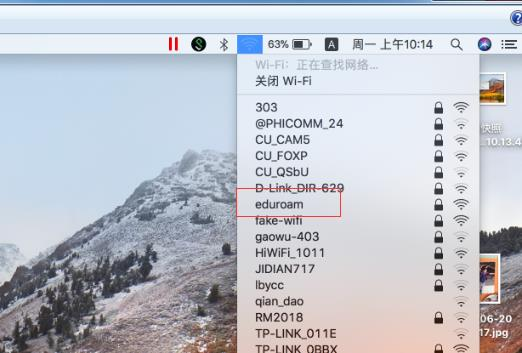 63% A 周一 上午10:14
Wi-Fi：正在查找网络...
关闭 Wi-Fi
303
@PHICOMM_24
CU_CAM5
CU_FOXP
CU_QSbU
D-Link_DIR-629
eduroam
fake-wifi
gaowu-403
HiWiFi_1011
JIDIAN717
lbycc
qian_dao
RM2018
TP-LINK_011E
TP-LINK_0BBX
快照
...10.13.4
06-20
17.jpg